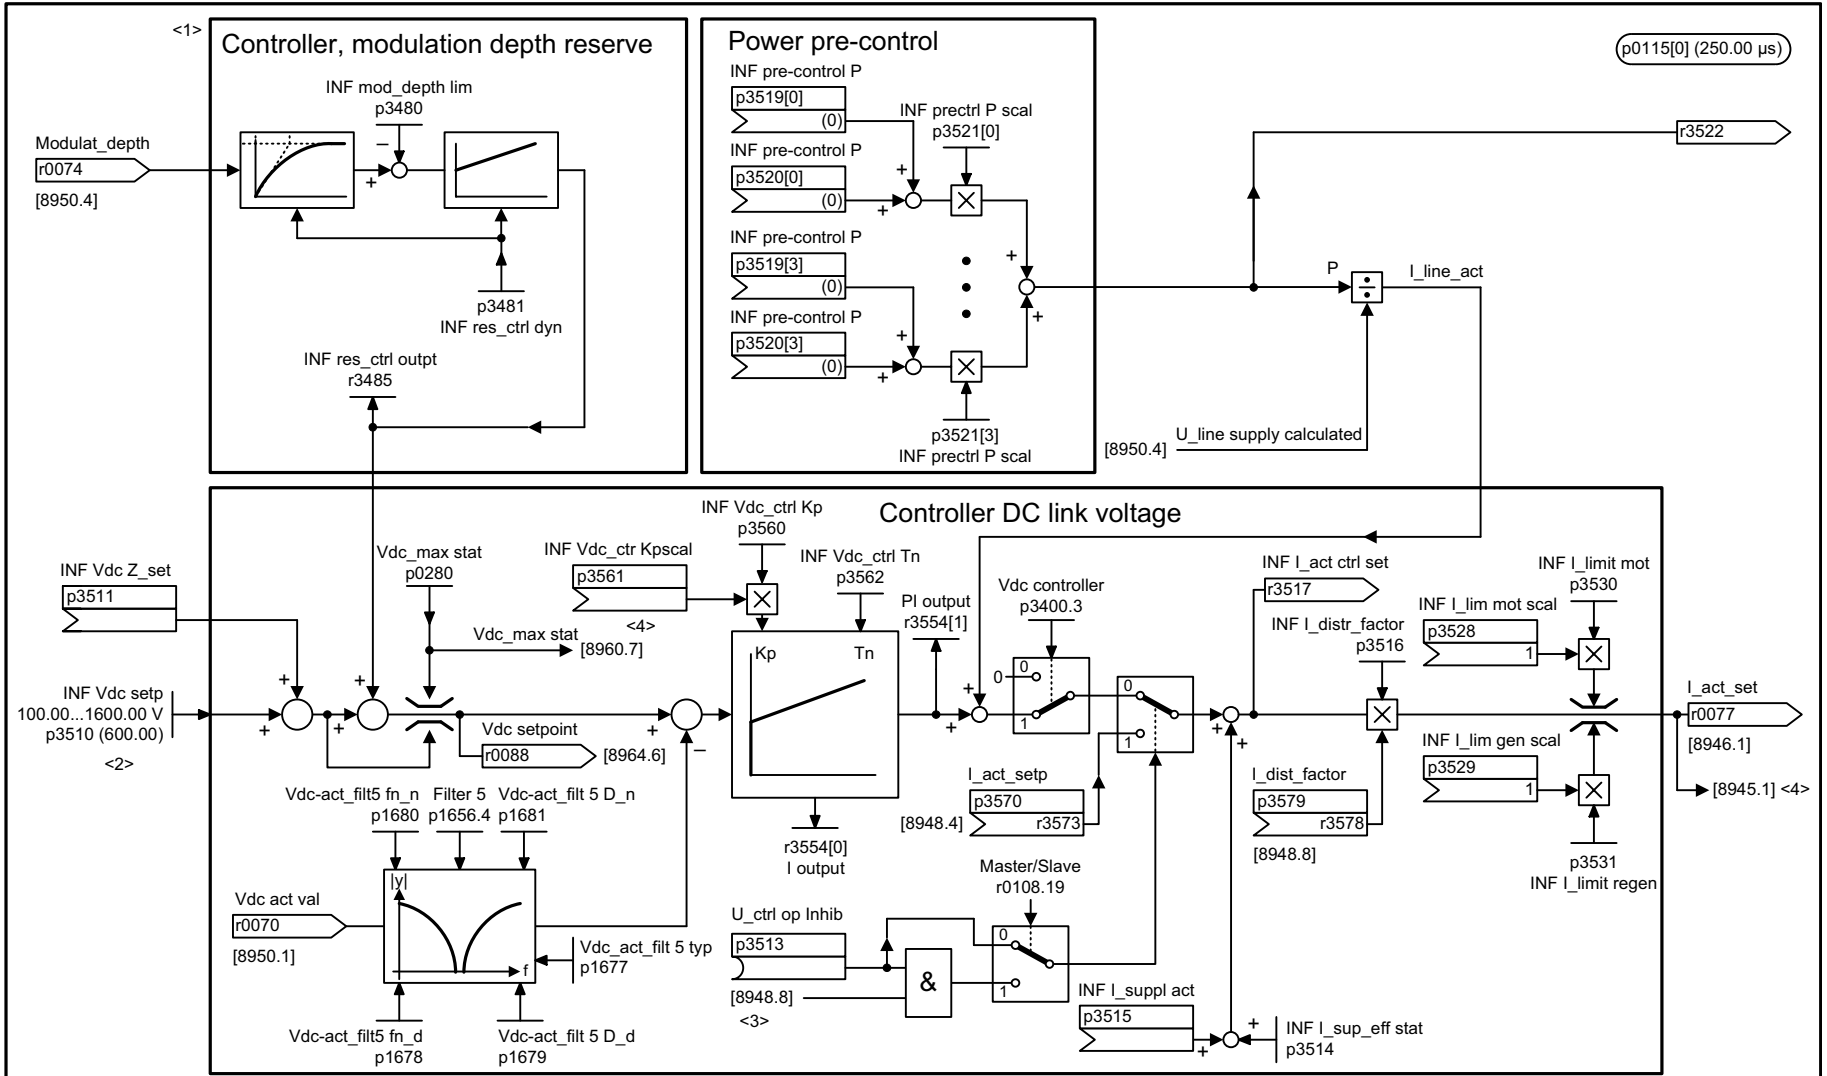 <1>
Controller, modulation depth reserve
INF mod_depth lim
p3480
Modulat_depth
r0074
[8950.4]
–
+
p3481
INF res_ctrl dyn
INF res_ctrl outpt
r3485
Power pre-control
INF pre-control P
p3519[0]
(0)
INF prectrl P scal
p3521[0]
INF pre-control P
p3520[0]
(0)
+
+
INF pre-control P
p3519[3]
(0)
INF pre-control P
p3520[3]
(0)
+
+
+
+
p3521[3]
INF prectrl P scal
p0115[0] (250.00 µs)
r3522
P
÷
I_line_act
U_line supply calculated
[8950.4]
Controller DC link voltage
INF Vdc Z_set
p3511
INF Vdc setp
100.00...1600.00 V
p3510 (600.00)
<2>
+
+
+
+
Vdc_max stat
p0280
Vdc_max stat
[8960.7]
Vdc setpoint
r0088
[8964.6]
INF Vdc_ctr Kpscal
p3561
<4>
INF Vdc_ctrl Kp
p3560
INF Vdc_ctrl Tn
p3562
Kp
Tn
+
–
r3554[0]
I output
PI output
r3554[1]
+
+
Vdc controller
p3400.3
0
0
1
0
1
I_act_setp
p3570
r3573
[8948.4]
Master/Slave
r0108.19
0
1
U_ctrl op Inhib
p3513
[8948.8]
<3>
&
Vdc-act_filt5 fn_n
p1680
Filter 5
p1656.4
Vdc-act_filt 5 D_n
p1681
|y|
f
Vdc act val
r0070
[8950.1]
Vdc_act_filt 5 typ
p1677
Vdc-act_filt5 fn_d
p1678
Vdc-act_filt 5 D_d
p1679
INF I_suppl act
p3515
+
+
INF I_sup_eff stat
p3514
+
+
INF I_act ctrl set
r3517
INF I_distr_factor
p3516
I_dist_factor
p3579
r3578
[8948.8]
INF I_limit mot
p3530
INF I_lim mot scal
p3528
1
INF I_lim gen scal
p3529
1
p3531
INF I_limit regen
I_act_set
r0077
[8946.1]
[8945.1] <4>